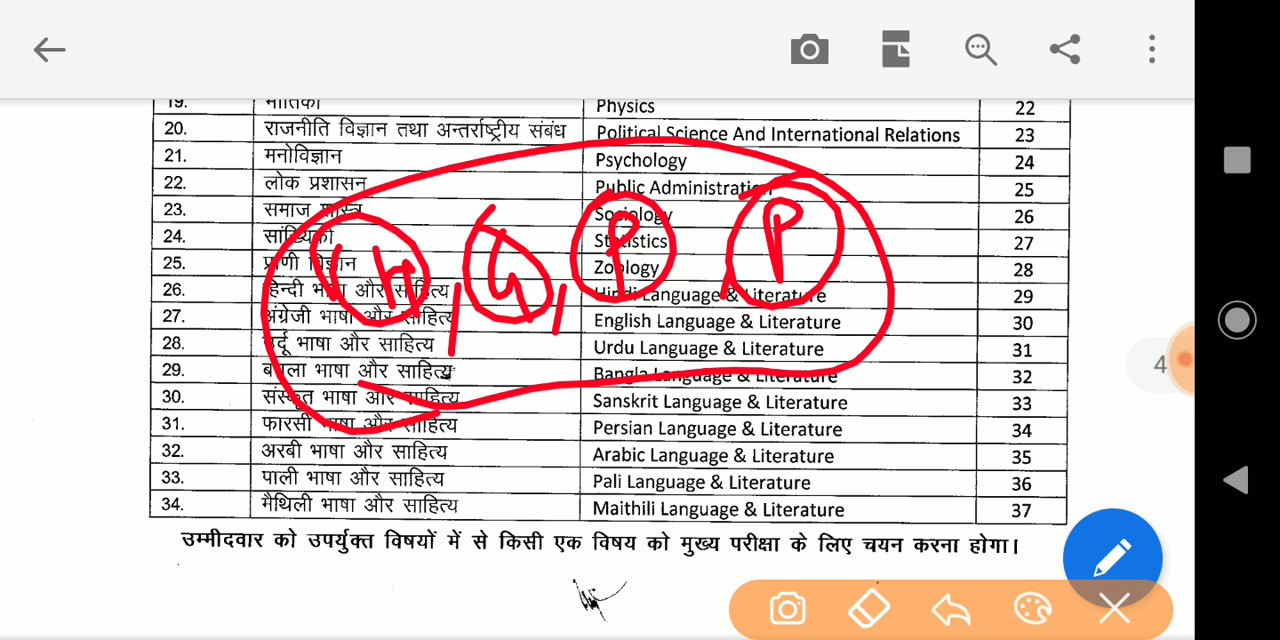 19. भौतिकी Physics 22
20. राजनीति विज्ञान तथा अन्तर्राष्ट्रीय संबंध Political Science And International Relations 23
21. मनोविज्ञान Psychology 24
22. लोक प्रशासन Public Administration 25
23. समाज शास्त्र Sociology 26
24. सांख्यिकी Statistics 27
25. प्राणी विज्ञान Zoology 28
26. हिन्दी भाषा और साहित्य Hindi Language & Literature 29
27. अंग्रेजी भाषा और साहित्य English Language & Literature 30
28. उर्दू भाषा और साहित्य Urdu Language & Literature 31
29. बंगला भाषा और साहित्य Bangla Language & Literature 32
30. संस्कृत भाषा और साहित्य Sanskrit Language & Literature 33
31. फारसी भाषा और साहित्य Persian Language & Literature 34
32. अरबी भाषा और साहित्य Arabic Language & Literature 35
33. पाली भाषा और साहित्य Pali Language & Literature 36
34. मैथिली भाषा और साहित्य Maithili Language & Literature 37
उम्मीदवार को उपर्युक्त विषयों में से किसी एक विषय को मुख्य परीक्षा के लिए चयन करना होगा।
P P
4